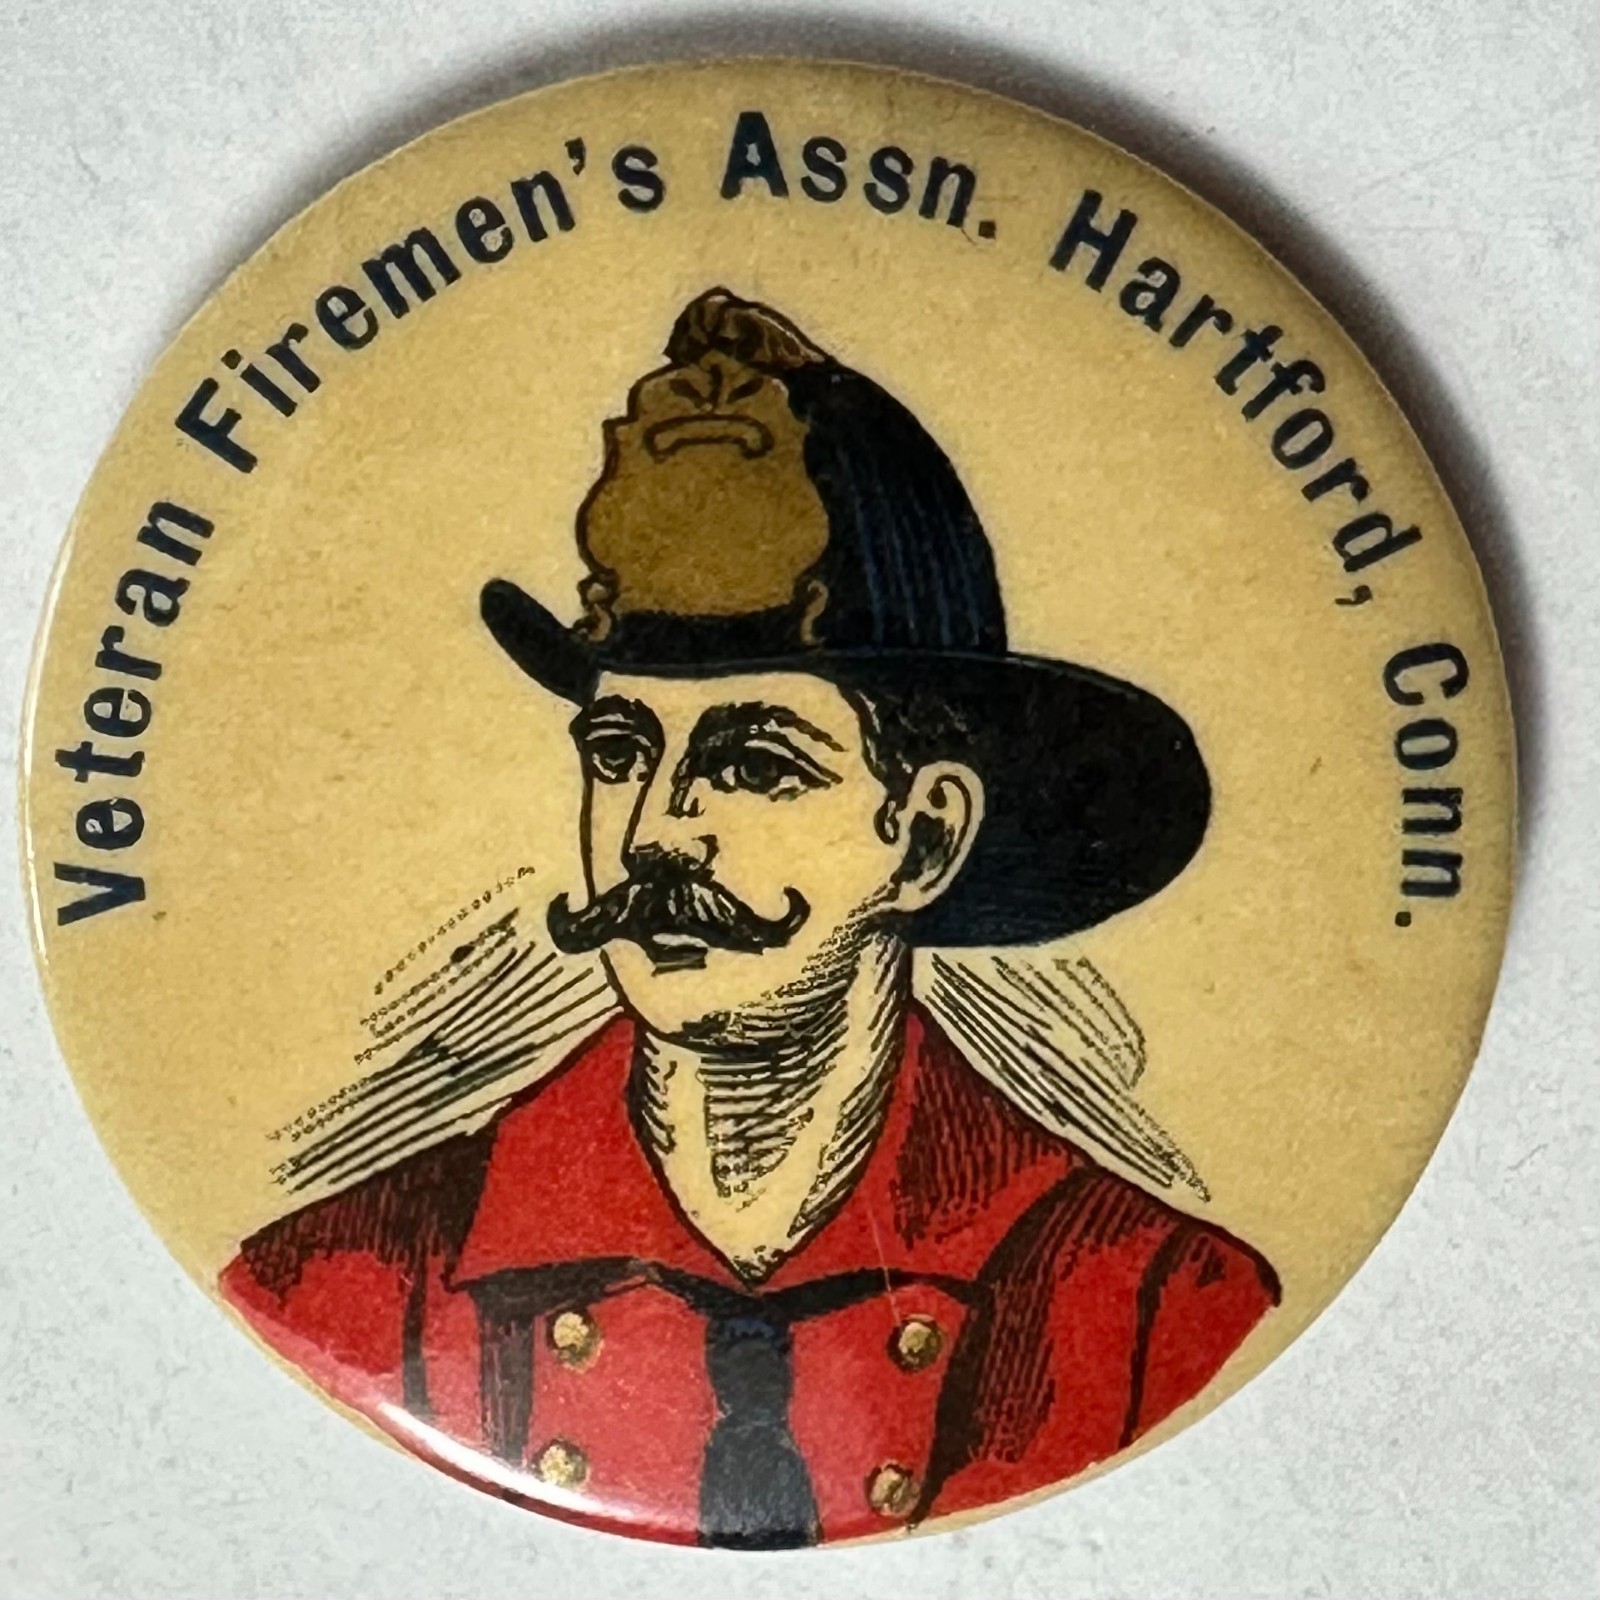 Veteran Firemen's Assn. Hartford, Conn.